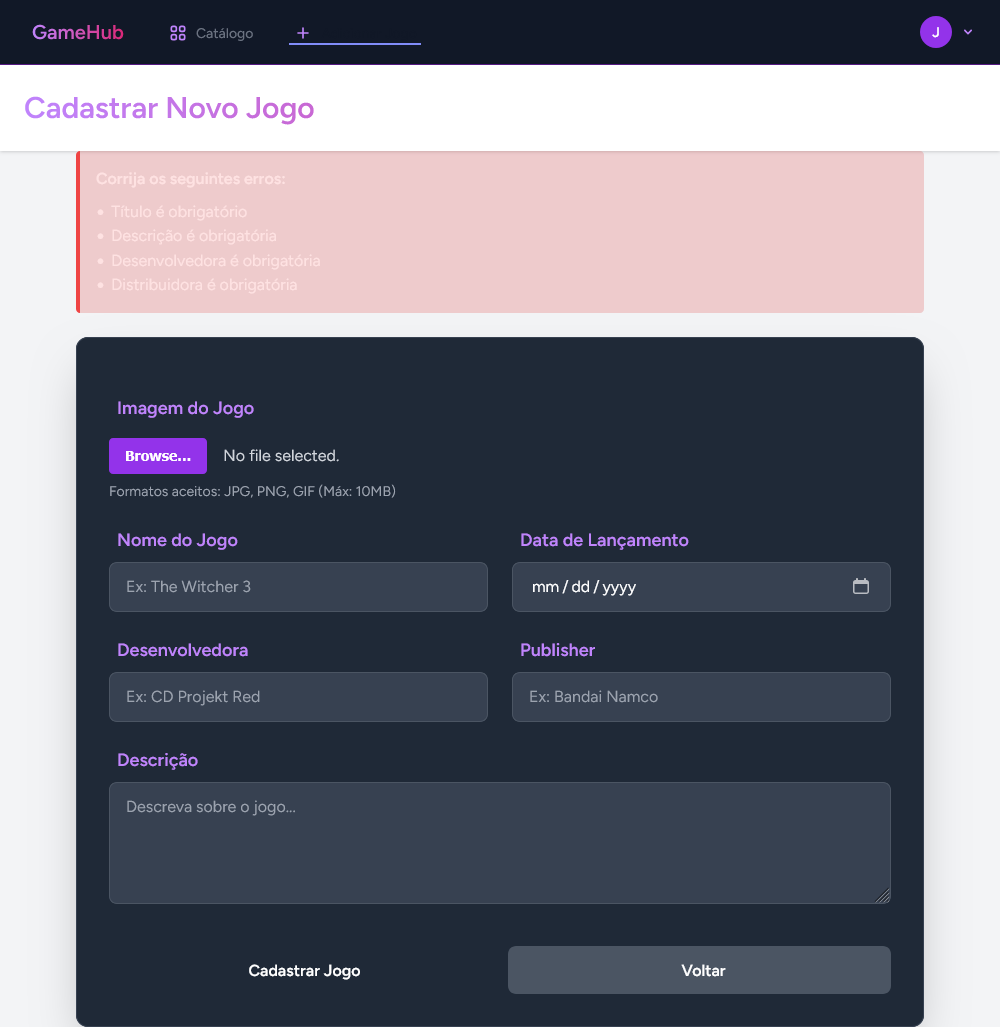 GameHub
Catálogo
+
J
Cadastrar Novo Jogo
Corrija os seguintes erros:
• Título é obrigatório
• Descrição é obrigatória
• Desenvolvedora é obrigatória
• Distribuidora é obrigatória
Imagem do Jogo
Browse... No file selected.
Formatos aceitos: JPG, PNG, GIF (Máx: 10MB)
Nome do Jogo
Data de Lançamento
Ex: The Witcher 3
mm / dd / yyyy
Desenvolvedora
Publisher
Ex: CD Projekt Red
Ex: Bandai Namco
Descrição
Descreva sobre o jogo...
Cadastrar Jogo
Voltar